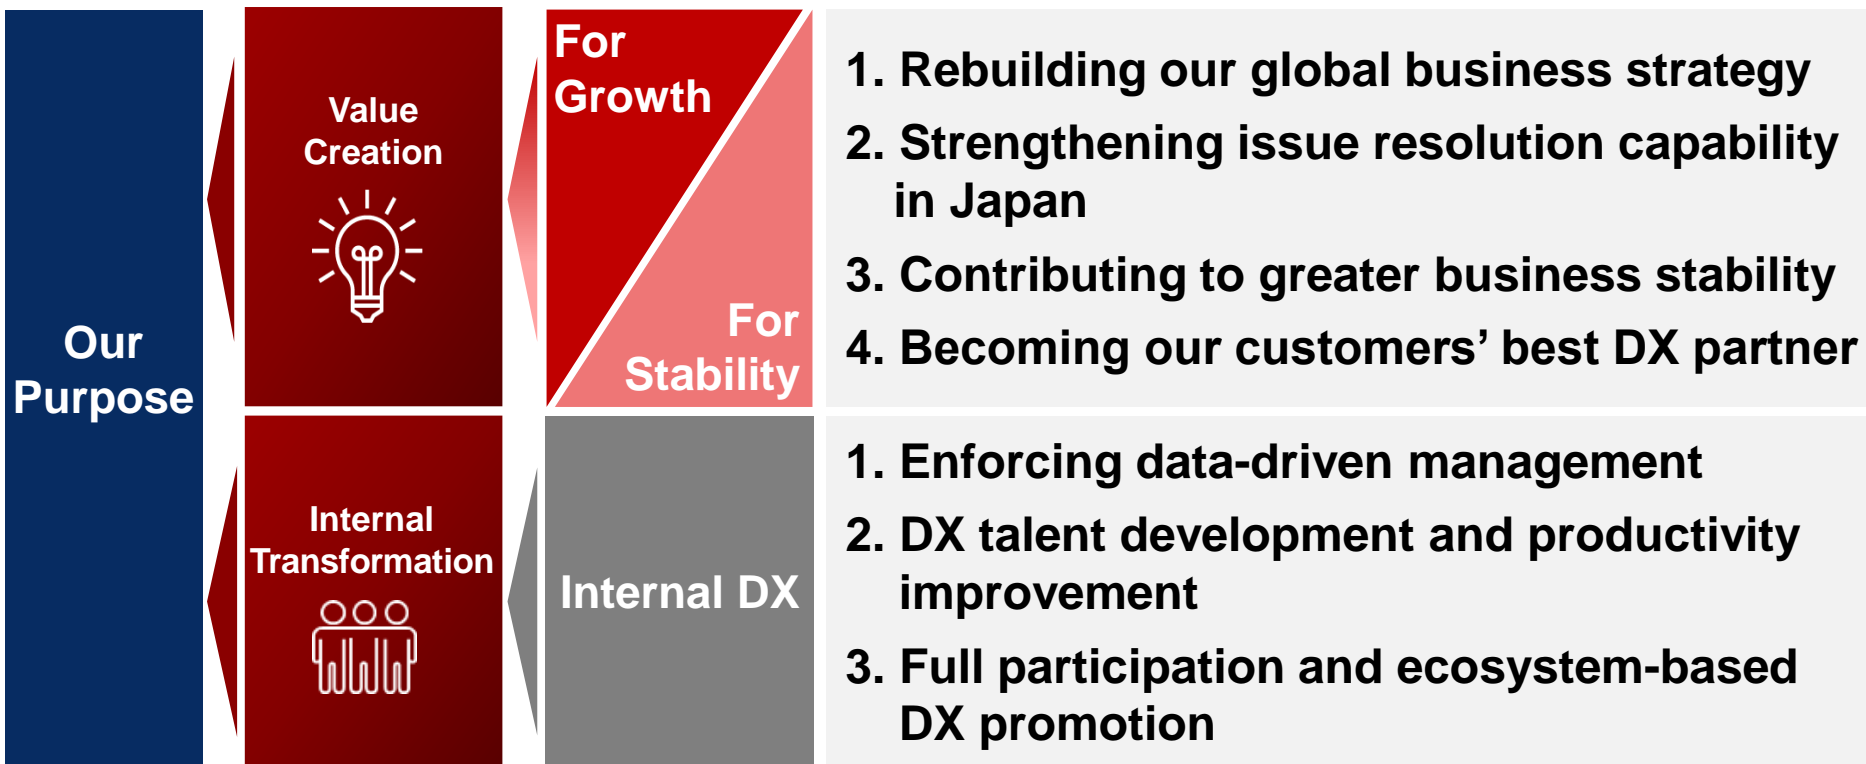 Our
Purpose
Value
Creation
For
Growth
For
Stability
1. Rebuilding our global business strategy
2. Strengthening issue resolution capability
in Japan
3. Contributing to greater business stability
4. Becoming our customers’ best DX partner
Internal
Transformation
Internal DX
1. Enforcing data-driven management
2. DX talent development and productivity
improvement
3. Full participation and ecosystem-based
DX promotion